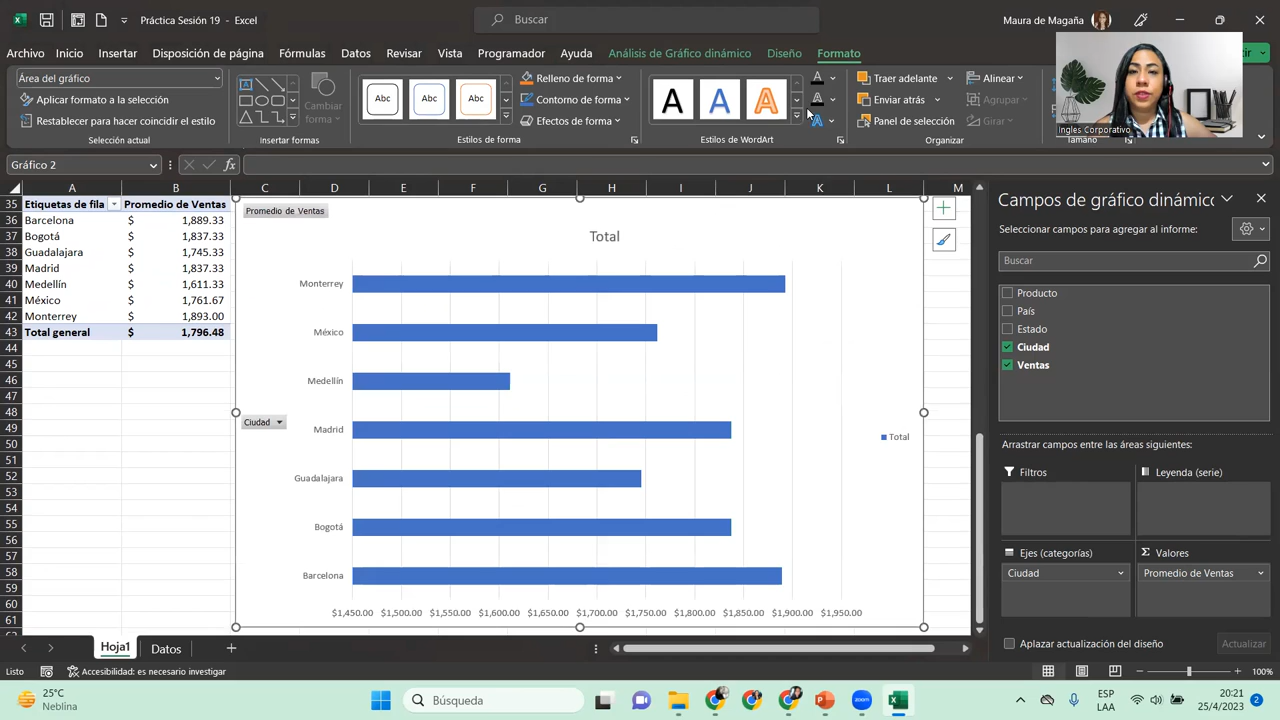 Práctica Sesión 19 - Excel
Buscar
Maura de Magaña
Archivo Inicio Insertar Disposición de página Fórmulas Datos Revisar Vista Programador Ayuda Análisis de Gráfico dinámico Diseño Formato
Área del gráfico
Aplicar formato a la selección
Restablecer para hacer coincidir el estilo
Selección actual
Cambiar forma
Insertar formas
Abc Abc Abc
Relleno de forma
Contorno de forma
Efectos de forma
Estilos de forma
A A A
Estilos de WordArt
Traer adelante
Enviar atrás
Panel de selección
Alinear
Agrupar
Girar
Organizar
Tamaño
Ingles Corporativo
Gráfico 2
fx
A B C D E F G H I J K L M
35 Etiquetas de fila Promedio de Ventas
36 Barcelona $ 1,889.33
37 Bogotá $ 1,837.33
38 Guadalajara $ 1,745.33
39 Madrid $ 1,837.33
40 Medellín $ 1,611.33
41 México $ 1,761.67
42 Monterrey $ 1,893.00
43 Total general $ 1,796.48
44
45
46
47
48
49
50
51
52
53
54
55
56
57
58
59
60
61
Promedio de Ventas
Total
Monterrey
México
Medellín
Ciudad
Madrid
Total
Guadalajara
Bogotá
Barcelona
$1,450.00 $1,500.00 $1,550.00 $1,600.00 $1,650.00 $1,700.00 $1,750.00 $1,800.00 $1,850.00 $1,900.00 $1,950.00
Campos de gráfico dinámico
Seleccionar campos para agregar al informe:
Buscar
Producto
País
Estado
Ciudad
Ventas
Arrastrar campos entre las áreas siguientes:
Filtros
Leyenda (serie)
Ejes (categorías)
Σ Valores
Ciudad
Promedio de Ventas
Aplazar actualización del diseño
Actualizar
Hoja1 Datos
Listo
Accesibilidad: es necesario investigar
100%
25°C
Neblina
Búsqueda
zoom
ESP
LAA
20:21
25/4/2023
2